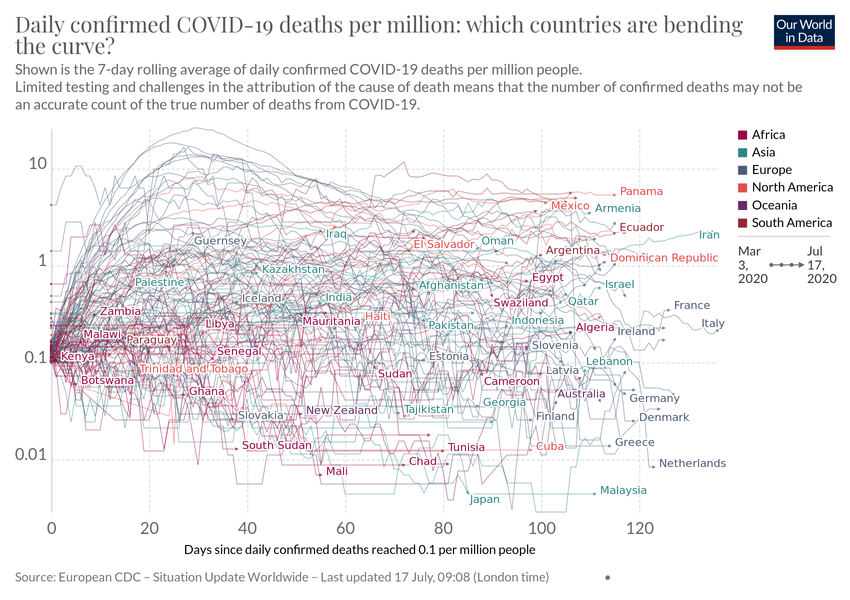 Daily confirmed COVID-19 deaths per million: which countries are bending
the curve?
Our World
in Data
Shown is the 7-day rolling average of daily confirmed COVID-19 deaths per million people.
Limited testing and challenges in the attribution of the cause of death means that the number of confirmed deaths may not be
an accurate count of the true number of deaths from COVID-19.
Africa
Asia
Europe
North America
Oceania
South America
Mar
3,
2020
Jul
17,
2020
10
1
0.1
0.01
Panama
Mexico
Armenia
Ecuador
Iran
Guernsey
Iraq
El Salvador
Oman
Argentina
Dominican Republic
Kazakhstan
Palestine
Afghanistan
Egypt
Israel
Iceland
India
Swaziland
Qatar
France
Zambia
Libya
Mauritania
Haiti
Pakistan
Indonesia
Algeria
Ireland
Italy
Malawi
Paraguay
Senegal
Estonia
Slovenia
Kenya
Trinidad and Tobago
Sudan
Latvia
Lebanon
Botswana
Ghana
Cameroon
Australia
Germany
Slovakia
New Zealand
Tajikistan
Georgia
Finland
Denmark
South Sudan
Tunisia
Cuba
Greece
Mali
Chad
Netherlands
Japan
Malaysia
0
20
40
60
80
100
120
Days since daily confirmed deaths reached 0.1 per million people
Source: European CDC – Situation Update Worldwide – Last updated 17 July, 09:08 (London time)